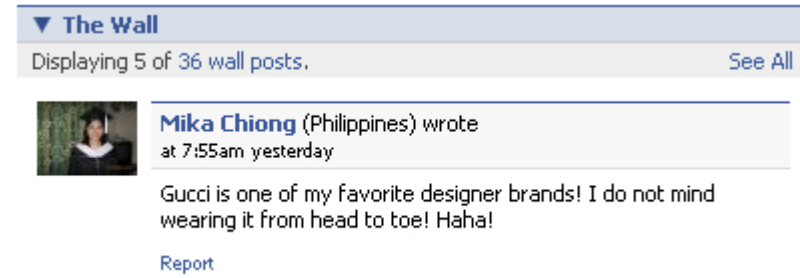 ▼ The Wall
Displaying 5 of 36 wall posts. See All
Mika Chiong (Philippines) wrote
at 7:55am yesterday
Gucci is one of my favorite designer brands! I do not mind
wearing it from head to toe! Haha!
Report